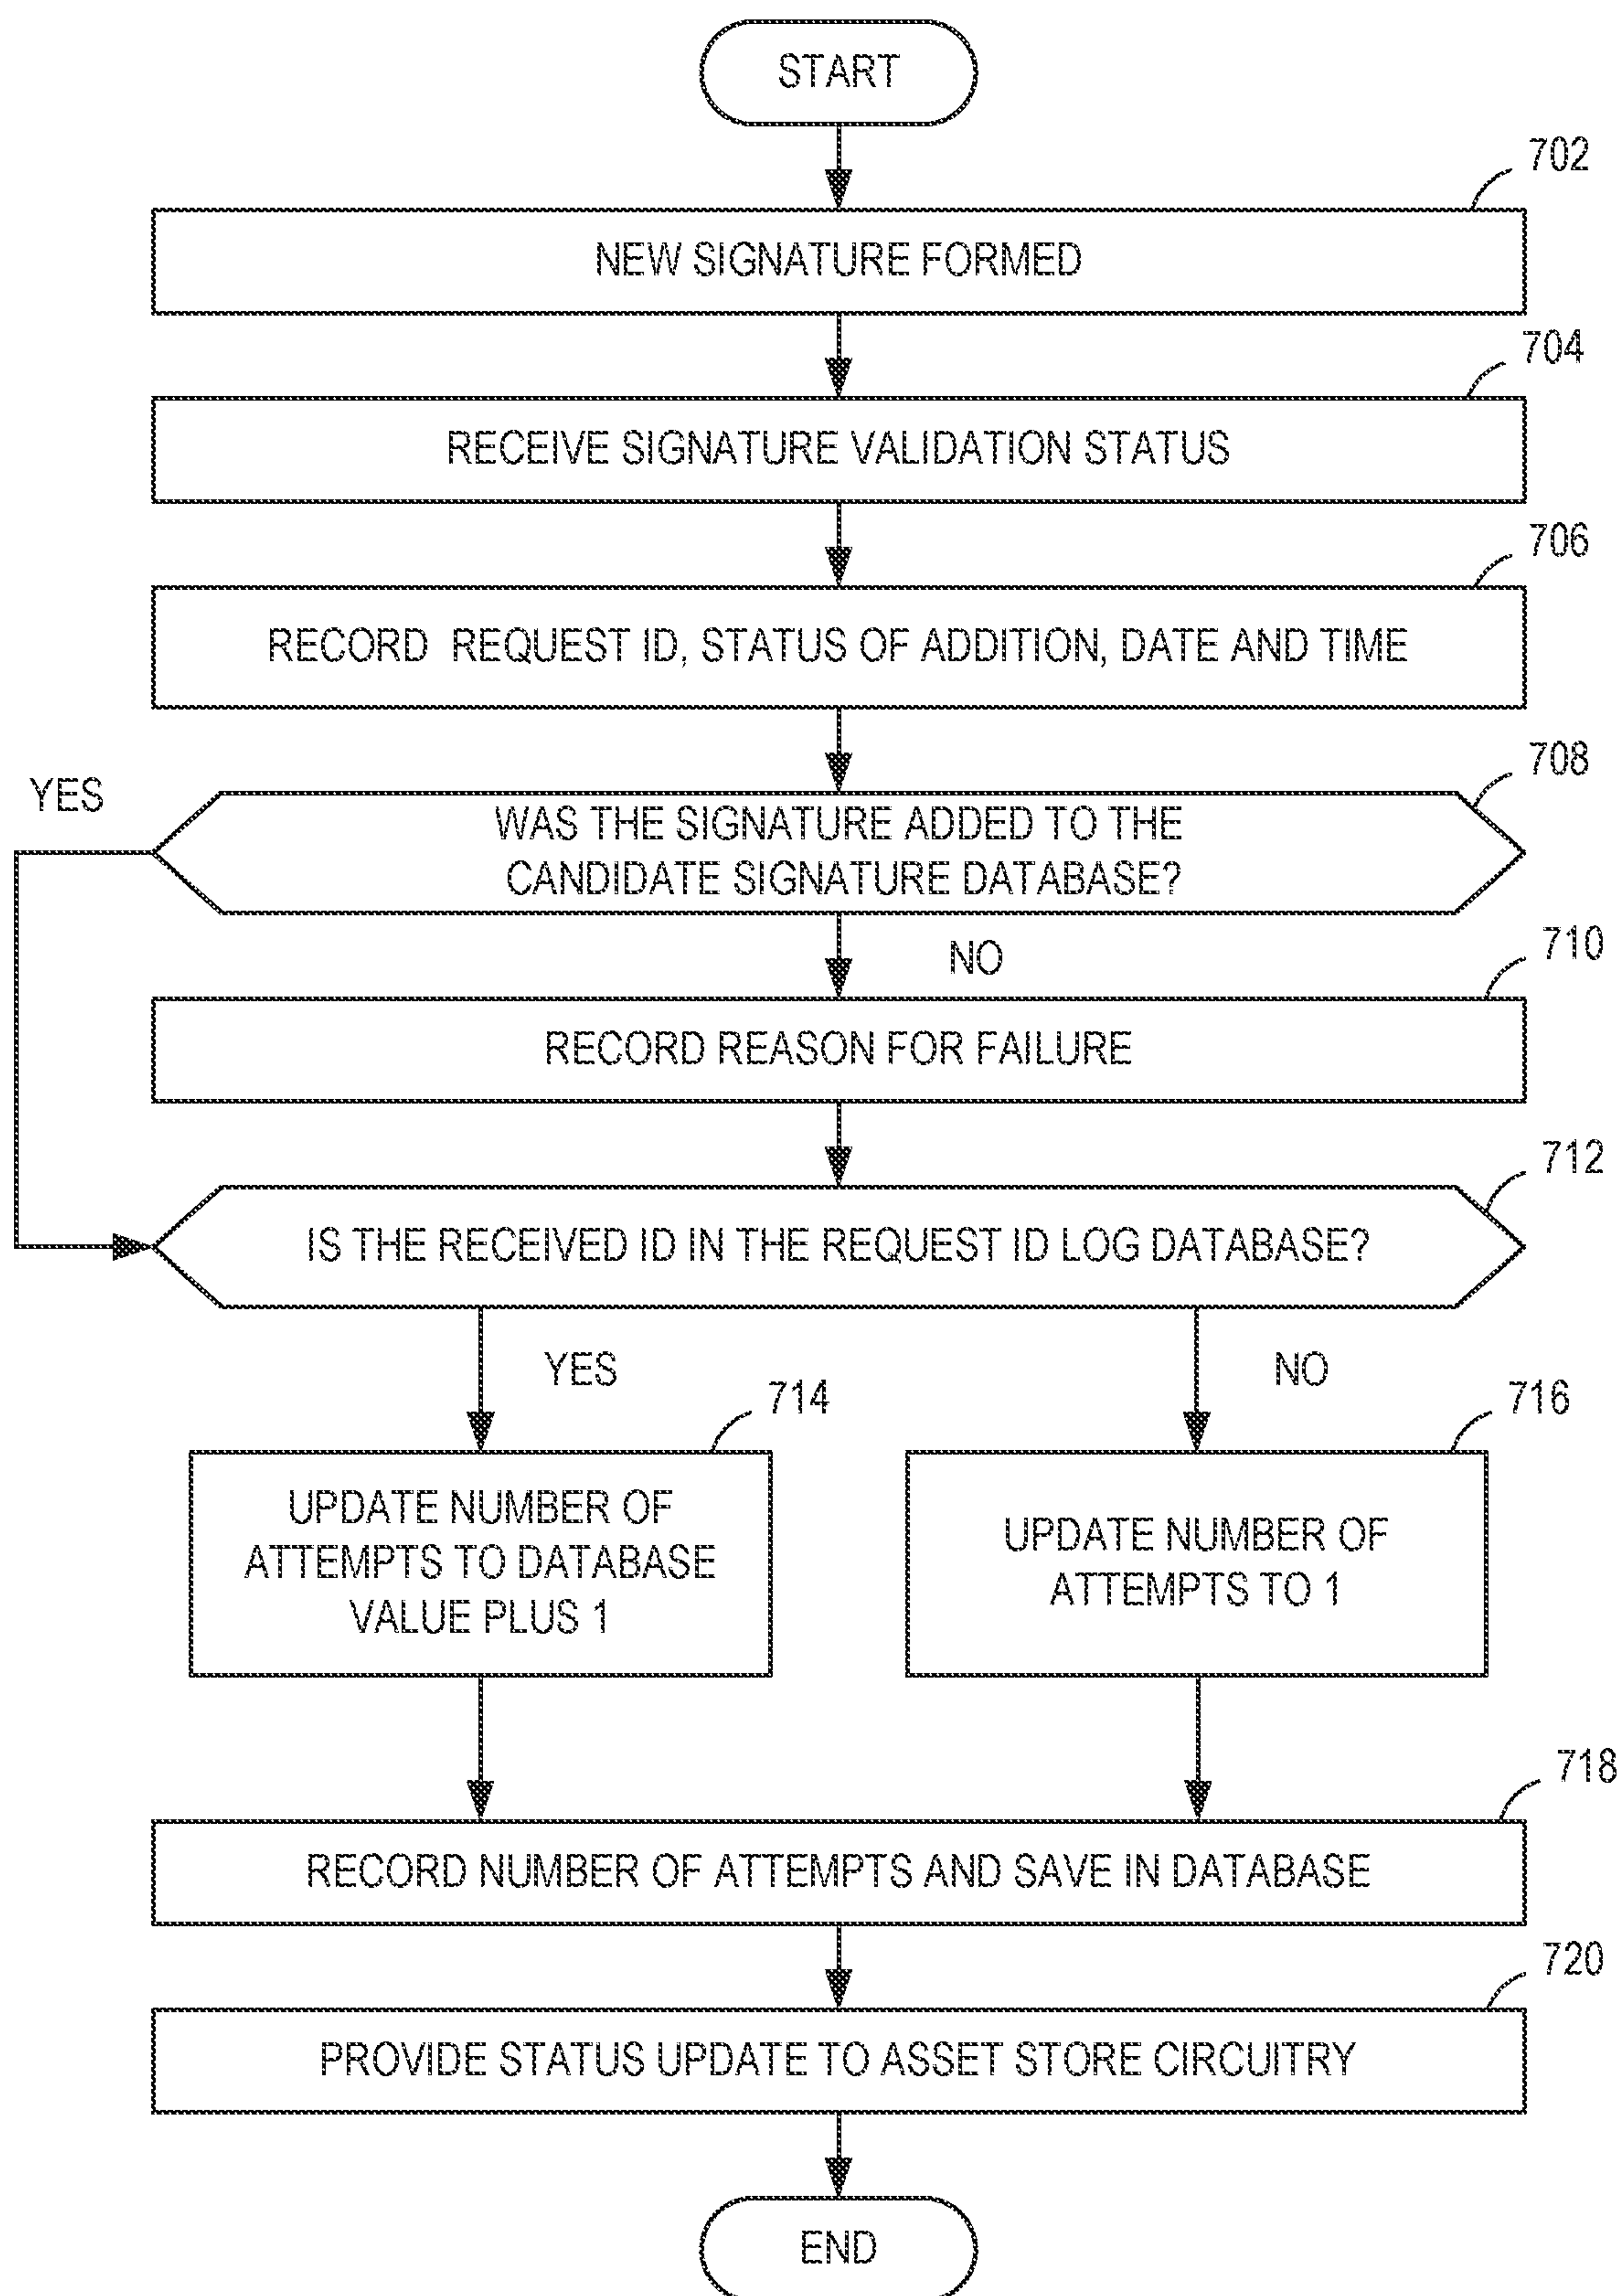 START
702
NEW SIGNATURE FORMED
704
RECEIVE SIGNATURE VALIDATION STATUS
706
RECORD REQUEST ID, STATUS OF ADDITION, DATE AND TIME
708
YES
WAS THE SIGNATURE ADDED TO THE
CANDIDATE SIGNATURE DATABASE?
NO
710
RECORD REASON FOR FAILURE
712
IS THE RECEIVED ID IN THE REQUEST ID LOG DATABASE?
YES
NO
714
716
UPDATE NUMBER OF
ATTEMPTS TO DATABASE
VALUE PLUS 1
UPDATE NUMBER OF
ATTEMPTS TO 1
718
RECORD NUMBER OF ATTEMPTS AND SAVE IN DATABASE
720
PROVIDE STATUS UPDATE TO ASSET STORE CIRCUITRY
END